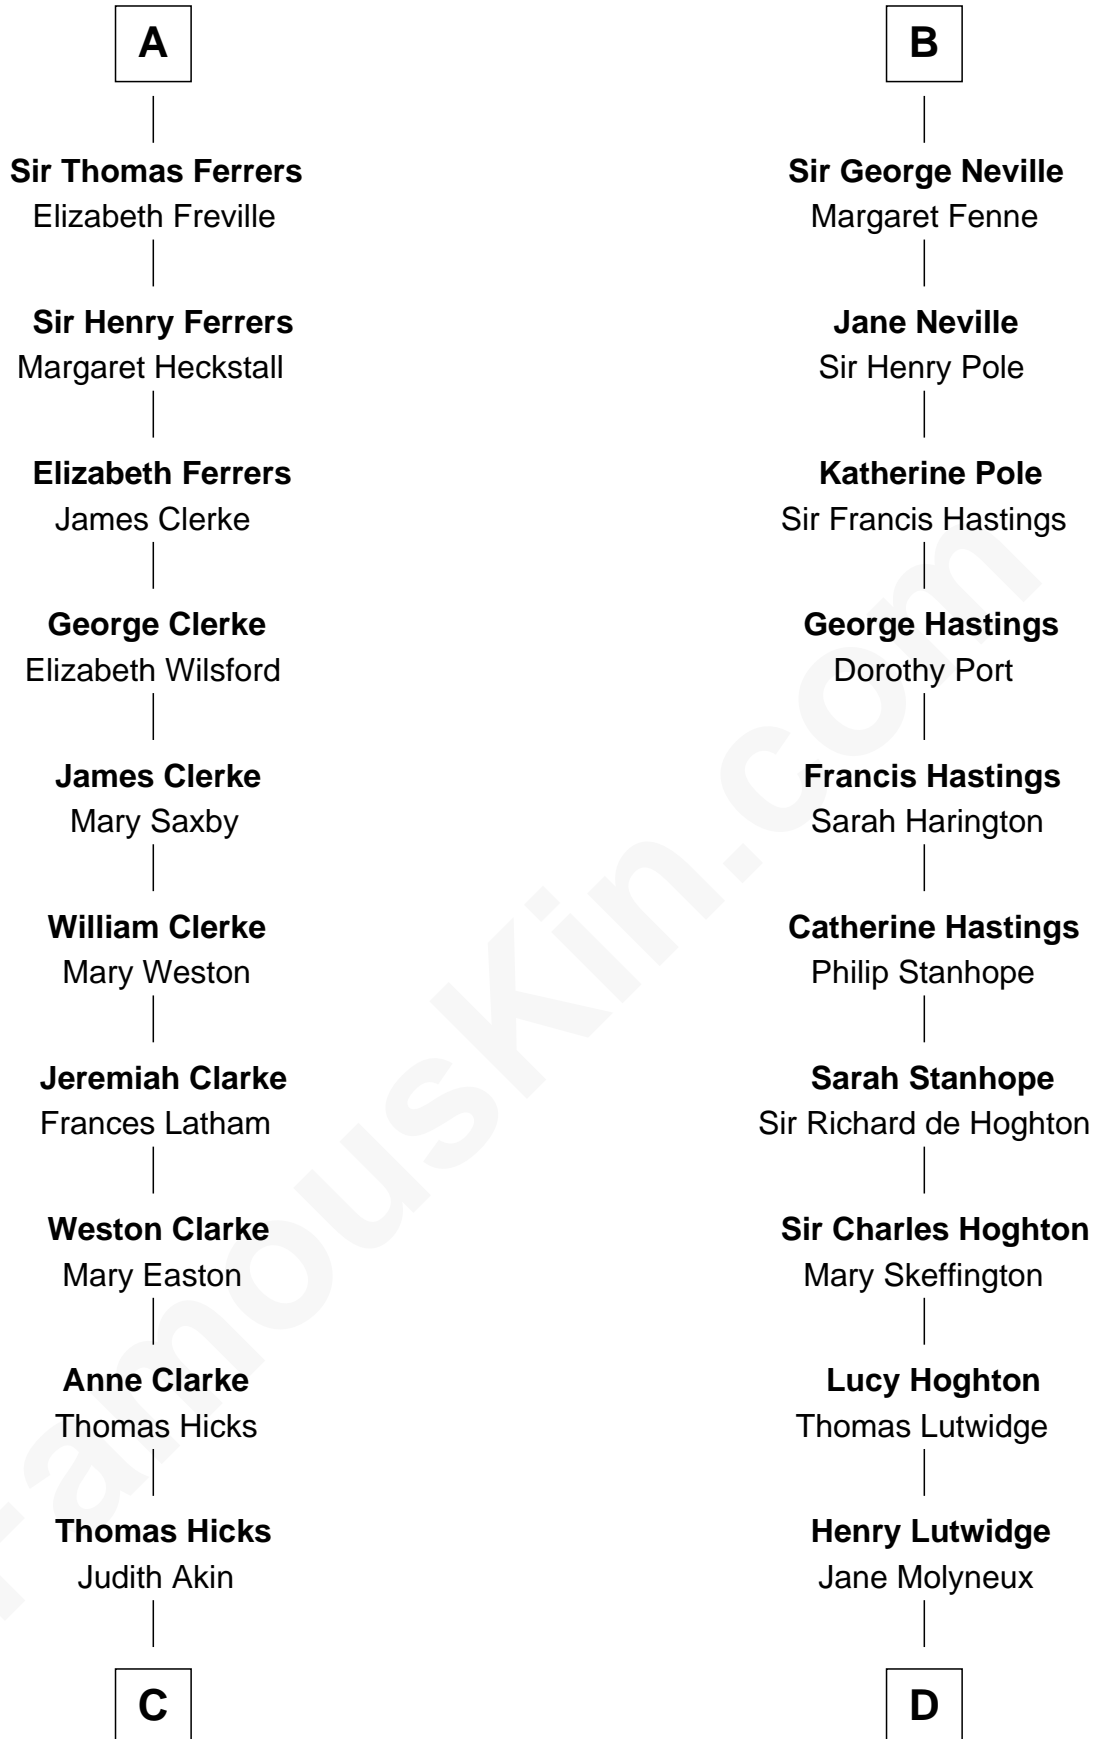 A
Sir Thomas Ferrers
Elizabeth Freville
Sir Henry Ferrers
Margaret Heckstall
Elizabeth Ferrers
James Clerke
George Clerke
Elizabeth Wilsford
James Clerke
Mary Saxby
William Clerke
Mary Weston
Jeremiah Clarke
Frances Latham
Weston Clarke
Mary Easton
Anne Clarke
Thomas Hicks
Thomas Hicks
Judith Akin
C
B
Sir George Neville
Margaret Fenne
Jane Neville
Sir Henry Pole
Katherine Pole
Sir Francis Hastings
George Hastings
Dorothy Port
Francis Hastings
Sarah Harington
Catherine Hastings
Philip Stanhope
Sarah Stanhope
Sir Richard de Hoghton
Sir Charles Hoghton
Mary Skeffington
Lucy Hoghton
Thomas Lutwidge
Henry Lutwidge
Jane Molyneux
D
FamousKin.com